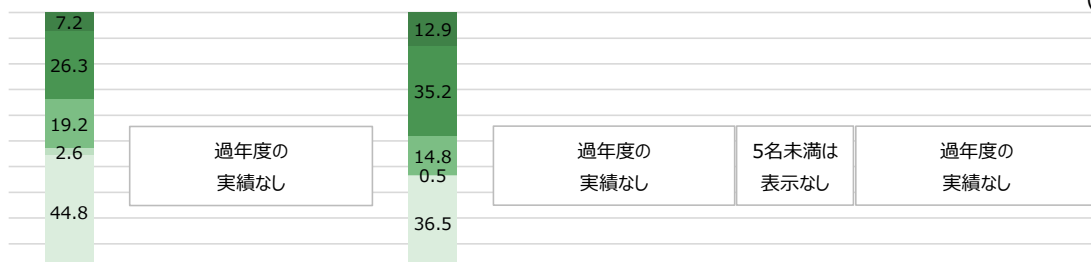 7.2
26.3
19.2
2.6
44.8
過年度の
実績なし
12.9
35.2
14.8
0.5
36.5
過年度の
実績なし
5名未満は
表示なし
過年度の
実績なし